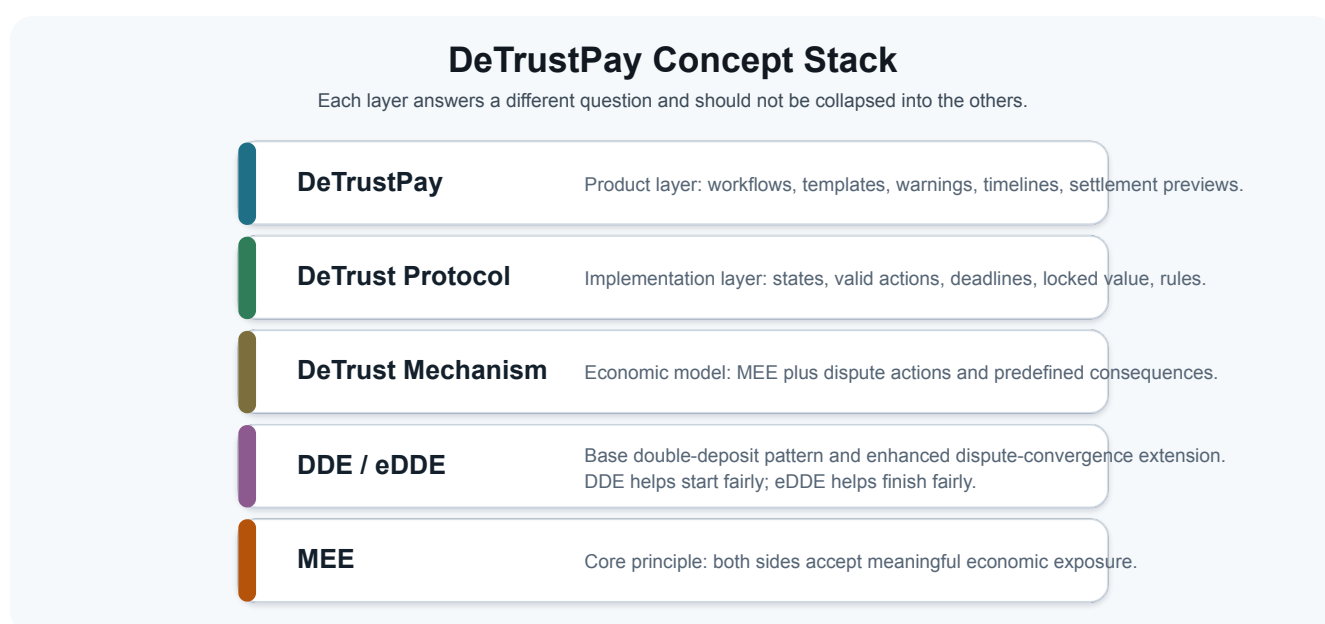 DeTrustPay Concept Stack
Each layer answers a different question and should not be collapsed into the others.
DeTrustPay
Product layer: workflows, templates, warnings, timelines, settlement previews.
DeTrust Protocol
Implementation layer: states, valid actions, deadlines, locked value, rules.
DeTrust Mechanism
Economic model: MEE plus dispute actions and predefined consequences.
DDE / eDDE
Base double-deposit pattern and enhanced dispute-convergence extension.
DDE helps start fairly; eDDE helps finish fairly.
MEE
Core principle: both sides accept meaningful economic exposure.